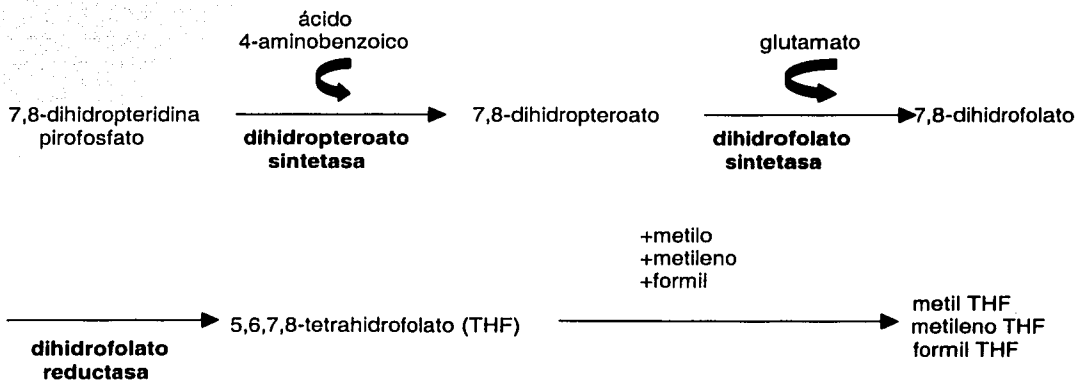 ácido
4-aminobenzoico
glutamato
7,8-dihidropteridina
pirofosfato
dihidropteroato
sintetasa
7,8-dihidropteroato
dihidrofolato
sintetasa
7,8-dihidrofolato
+metilo
+metileno
+formil
dihidrofolato
reductasa
5,6,7,8-tetrahidrofolato (THF)
metil THF
metileno THF
formil THF